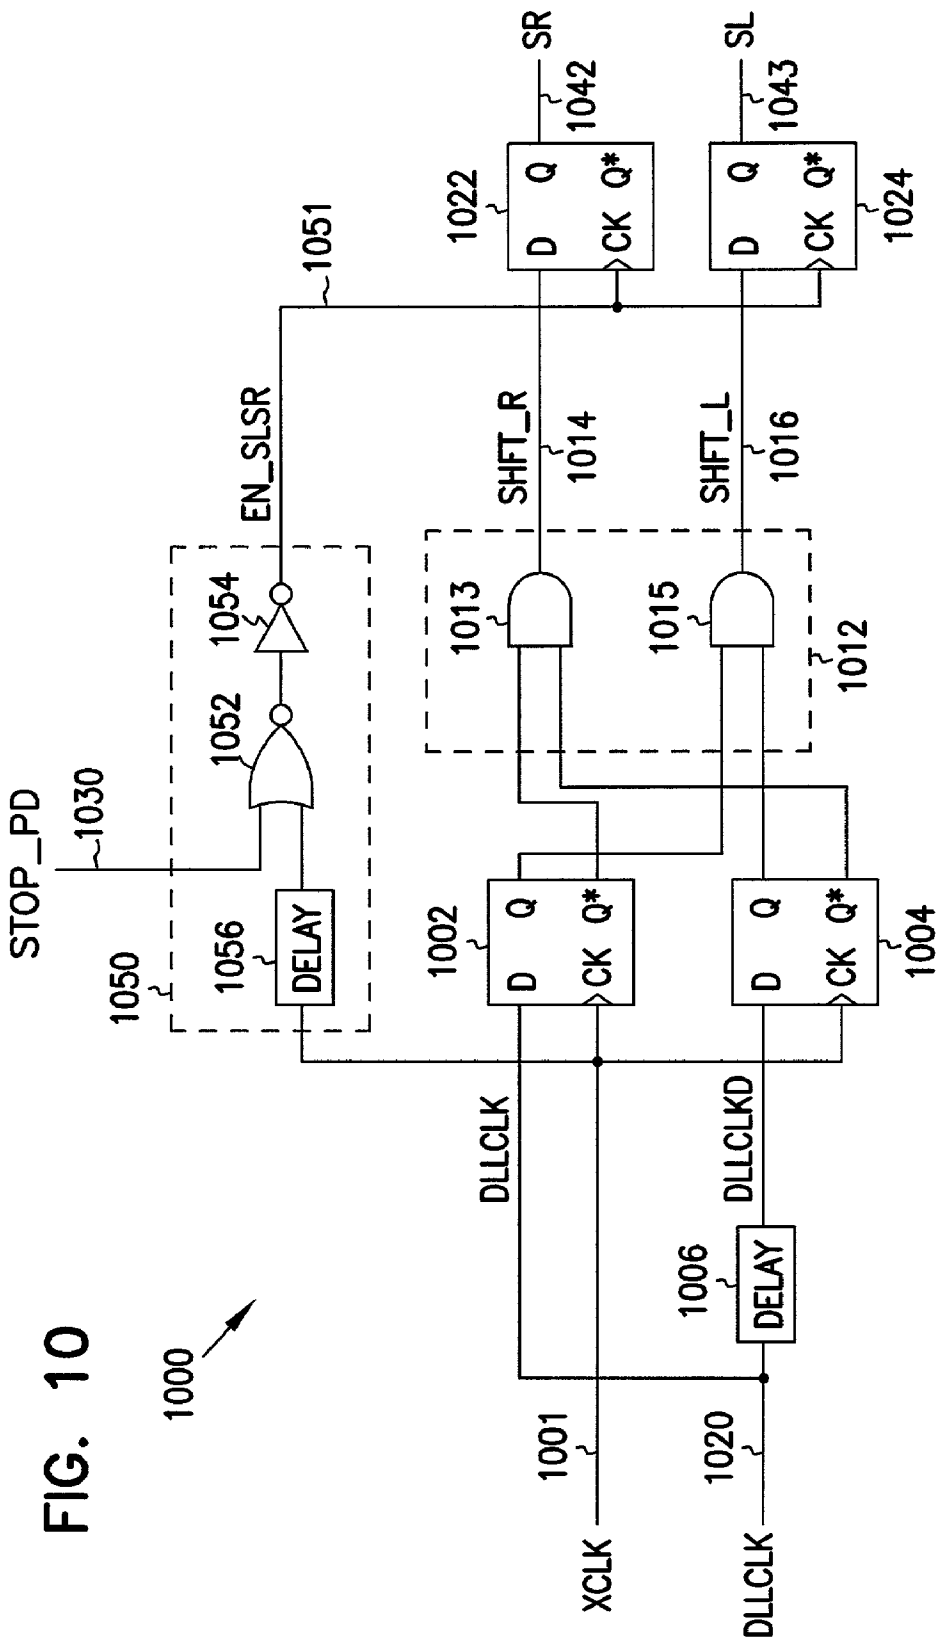 FIG. 10
1000
STOP_PD
1030
1050
1056
DELAY
1052
1054
EN_SLSR
1051
XCLK
1001
DLLCLK
1020
1006
DELAY
DLLCLK
DLLCLKD
1002
D Q
CK Q*
1004
D Q
CK Q*
1012
1013
1015
SHFT_R
1014
SHFT_L
1016
1022
D Q
CK Q*
1024
D Q
CK Q*
SR
1042
SL
1043